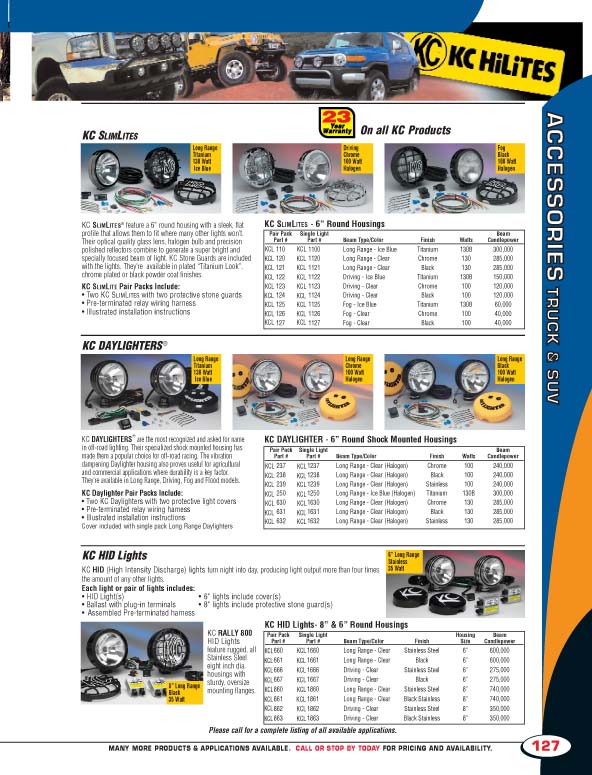 KC HiLiTES
KC
23
Year
Warranty
On all KC Products
ACCESSORIES TRUCK & SUV
KC SLIMLITES
Long Range
Titanium
130 Watt
Ice Blue
Driving
Chrome
100 Watt
Halogen
Fog
Black
100 Watt
Halogen
KC SLIMLITES® feature a 6" round housing with a sleek, flat
profile that allows them to fit where many other lights won't.
Their optical quality glass lens, halogen bulb and precision
polished reflectors combine to generate a super bright and
specially focused beam of light. KC Stone Guards are included
with the lights. They're available in plated "Titanium Look",
chrome plated or black powder coat finishes.
KC SLIMLITE Pair Packs Include:
• Two KC SLIMLITES with two protective stone guards
• Pre-terminated relay wiring harness
• Illustrated installation instructions
KC SLIMLITES - 6" Round Housings
Pair Pack Single Light Beam
Part # Part # Beam Type/Color Finish Watts Candlepower
KCL 110 KCL 1100 Long Range - Ice Blue Titanium 130B 300,000
KCL 120 KCL 1120 Long Range - Clear Chrome 130 285,000
KCL 121 KCL 1121 Long Range - Clear Black 130 285,000
KCL 122 KCL 1122 Driving - Ice Blue Titanium 130B 150,000
KCL 123 KCL 1123 Driving - Clear Chrome 100 120,000
KCL 124 KCL 1124 Driving - Clear Black 100 120,000
KCL 125 KCL 1125 Fog - Ice Blue Titanium 130B 60,000
KCL 126 KCL 1126 Fog - Clear Chrome 100 40,000
KCL 127 KCL 1127 Fog - Clear Black 100 40,000
KC DAYLIGHTERS®
Long Range
Titanium
130 Watt
Ice Blue
Long Range
Chrome
100 Watt
Halogen
Long Range
Black
100 Watt
Halogen
KC DAYLIGHTERS® are the most recognized and asked for name
in off-road lighting. Their specialized shock mounted housing has
made them a popular choice for off-road racing. The vibration
dampening Daylighter housing also proves useful for agricultural
and commercial applications where durability is a key factor.
They're available in Long Range, Driving, Fog and Flood models.
KC Daylighter Pair Packs Include:
• Two KC Daylighters with two protective light covers
• Pre-terminated relay wiring harness
• Illustrated installation instructions
Cover included with single pack Long Range Daylighters
KC DAYLIGHTER - 6" Round Shock Mounted Housings
Pair Pack Single Light Beam
Part # Part # Beam Type/Color Finish Watts Candlepower
KCL 237 KCL 1237 Long Range - Clear (Halogen) Chrome 100 240,000
KCL 238 KCL 1238 Long Range - Clear (Halogen) Black 100 240,000
KCL 239 KCL 1239 Long Range - Clear (Halogen) Stainless 100 240,000
KCL 250 KCL 1250 Long Range - Ice Blue (Halogen) Titanium 130B 300,000
KCL 630 KCL 1630 Long Range - Clear (Halogen) Chrome 130 285,000
KCL 631 KCL 1631 Long Range - Clear (Halogen) Black 130 285,000
KCL 632 KCL 1632 Long Range - Clear (Halogen) Stainless 130 285,000
KC HID Lights
KC HID (High Intensity Discharge) lights turn night into day, producing light output more than four times
the amount of any other lights.
Each light or pair of lights includes:
• HID Light(s) • 6" lights include cover(s)
• Ballast with plug-in terminals • 8" lights include protective stone guard(s)
• Assembled Pre-terminated harness
6" Long Range
Stainless
35 Watt
KC RALLY 800
HID Lights
feature rugged, all
Stainless Steel
eight inch dia.
housings with
sturdy, oversize
mounting flanges.
Black
35 Watt
KC HID Lights- 8" & 6" Round Housings
Pair Pack Single Light Housing Beam
Part # Part # Beam Type/Color Finish Size Candlepower
KCL660 KCL 1660 Long Range - Clear Stainless Steel 6" 600,000
KCL661 KCL 1661 Long Range - Clear Black 6" 600,000
KCL666 KCL 1666 Driving - Clear Stainless Steel 6" 275,000
KCL667 KCL 1667 Driving - Clear Black 6" 275,000
KCL860 KCL 1860 Long Range - Clear Stainless Steel 8" 740,000
KCL861 KCL 1861 Long Range - Clear Black Stainless 8" 740,000
KCL862 KCL 1862 Driving - Clear Stainless Steel 8" 350,000
KCL863 KCL 1863 Driving - Clear Black Stainless 8" 350,000
Please call for a complete listing of all available applications.
MANY MORE PRODUCTS & APPLICATIONS AVAILABLE. CALL OR STOP BY TODAY FOR PRICING AND AVAILABILITY.
127